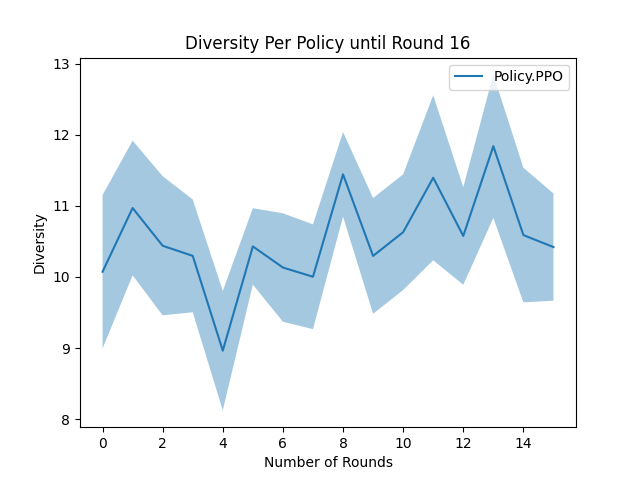 Diversity Per Policy until Round 16
Policy.PPO
13
12
11
10
9
8
Diversity
0 2 4 6 8 10 12 14
Number of Rounds